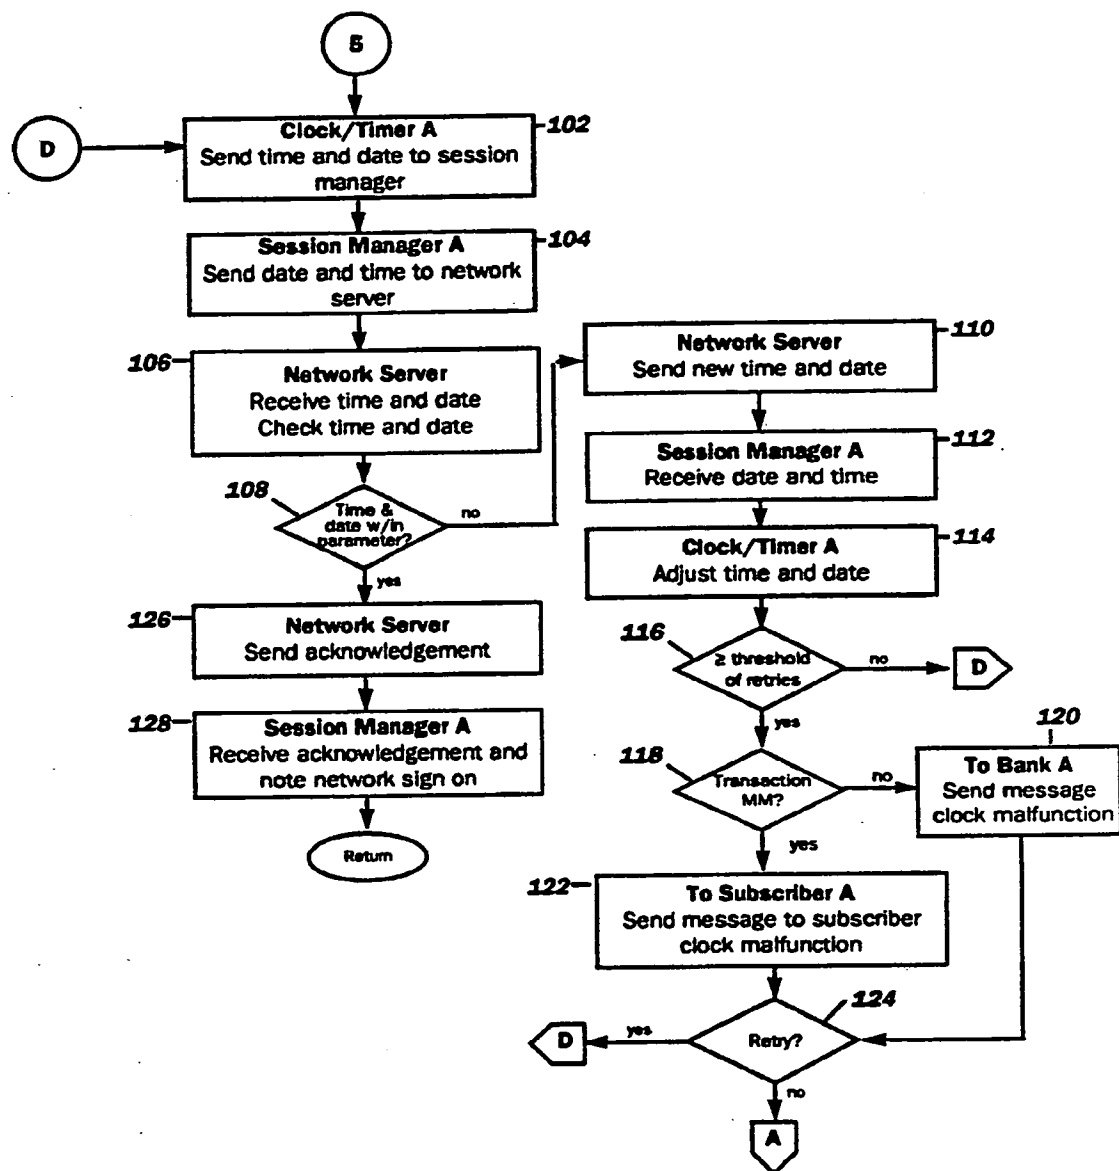 5
D
Clock/Timer A
102
Send time and date to session
manager
Session Manager A
104
Send date and time to network
server
106
Network Server
Receive time and date
Check time and date
108
Time &
date w/in
parameter?
no
yes
126
Network Server
Send acknowledgement
128
Session Manager A
Receive acknowledgement and
note network sign on
Return
110
Network Server
Send new time and date
112
Session Manager A
Receive date and time
114
Clock/Timer A
Adjust time and date
116
≥ threshold
of retries
no
D
yes
118
Transaction
MM?
no
120
To Bank A
Send message
clock malfunction
yes
122
To Subscriber A
Send message to subscriber
clock malfunction
124
Retry?
yes
D
no
A